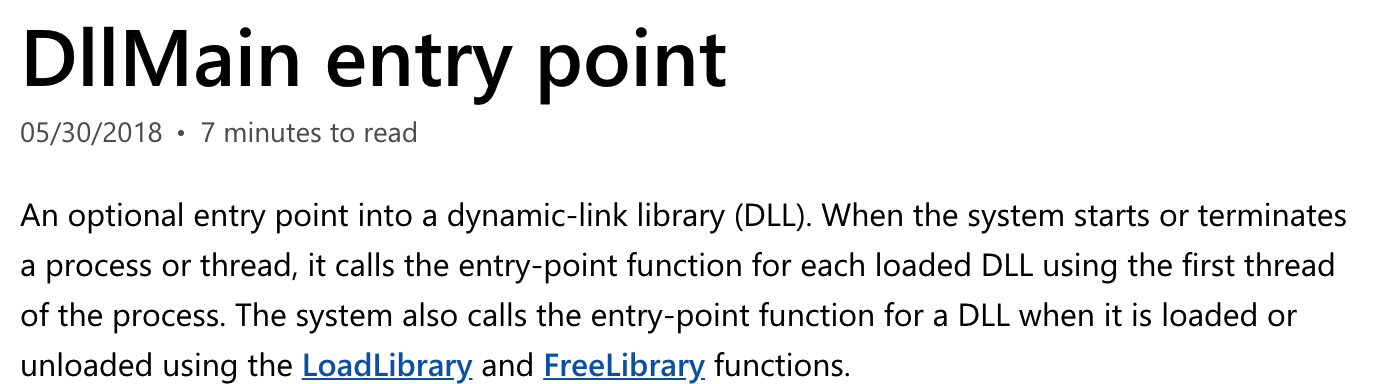 DllMain entry point
05/30/2018 • 7 minutes to read
An optional entry point into a dynamic-link library (DLL). When the system starts or terminates
a process or thread, it calls the entry-point function for each loaded DLL using the first thread
of the process. The system also calls the entry-point function for a DLL when it is loaded or
unloaded using the LoadLibrary and FreeLibrary functions.